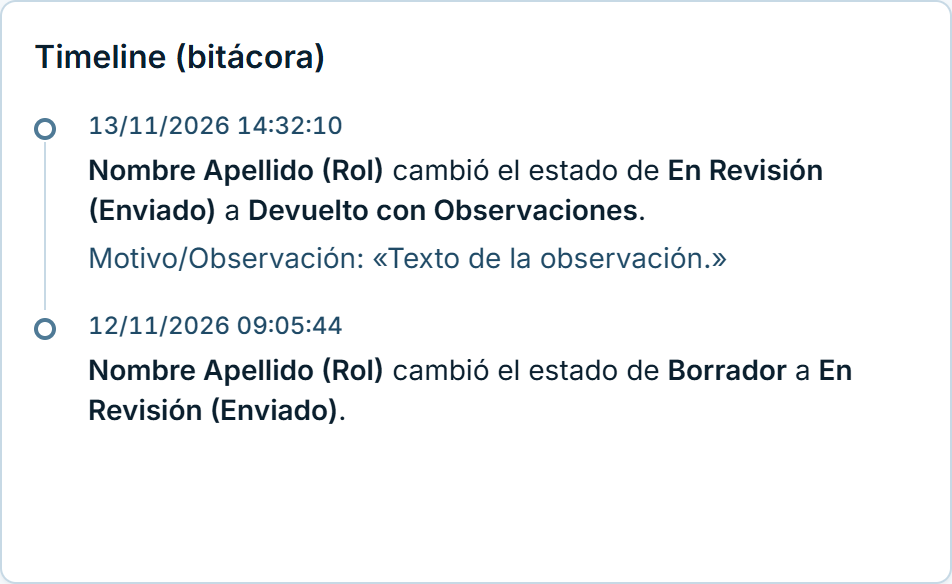 Timeline (bitácora)
13/11/2026 14:32:10
Nombre Apellido (Rol) cambió el estado de En Revisión
(Enviado) a Devuelto con Observaciones.
Motivo/Observación: «Texto de la observación.»
12/11/2026 09:05:44
Nombre Apellido (Rol) cambió el estado de Borrador a En
Revisión (Enviado).